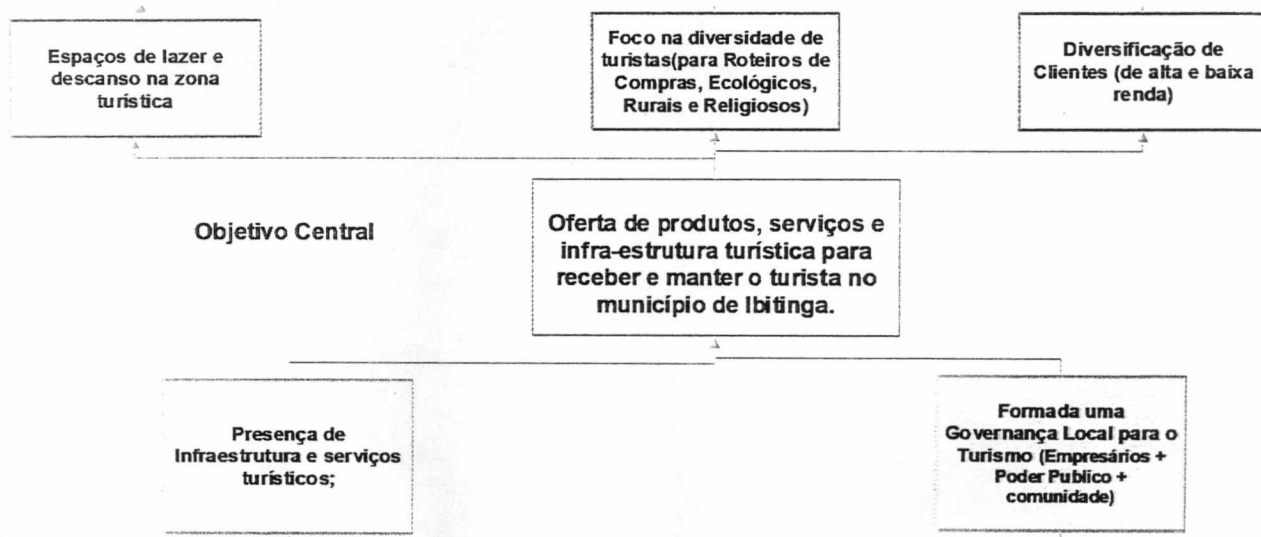 Espaços de lazer e
descanso na zona
turística
Foco na diversidade de
turistas(para Roteiros de
Compras, Ecológicos,
Rurais e Religiosos)
Diversificação de
Clientes (de alta e baixa
renda)
Objetivo Central
Oferta de produtos, serviços e
infra-estrutura turística para
receber e manter o turista no
município de Ibitinga.
Presença de
Infraestrutura e serviços
turísticos;
Formada uma
Governança Local para o
Turismo (Empresários +
Poder Publico +
comunidade)